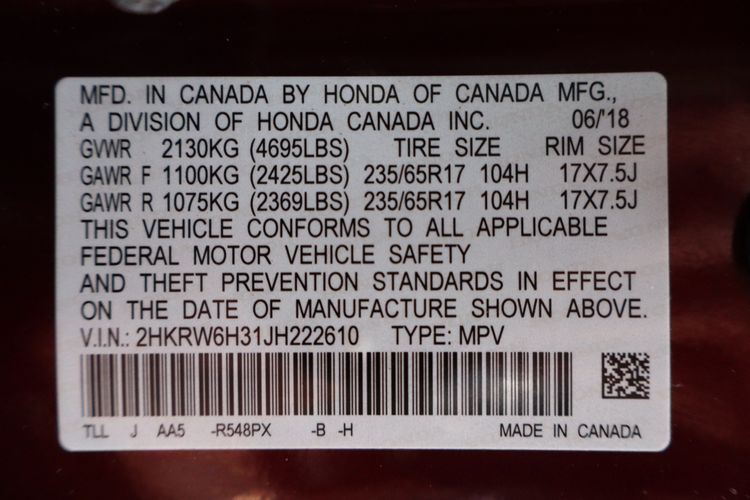 MFD. IN CANADA BY HONDA OF CANADA MFG.,
A DIVISION OF HONDA CANADA INC. 06/'18
GVWR 2130KG (4695LBS) TIRE SIZE RIM SIZE
GAWR F 1100KG (2425LBS) 235/65R17 104H 17X7.5J
GAWR R 1075KG (2369LBS) 235/65R17 104H 17X7.5J
THIS VEHICLE CONFORMS TO ALL APPLICABLE
FEDERAL MOTOR VEHICLE SAFETY
AND THEFT PREVENTION STANDARDS IN EFFECT
ON THE DATE OF MANUFACTURE SHOWN ABOVE.
V.I.N.: 2HKRW6H31JH222610 TYPE: MPV
TLL J AA5 -R548PX -B -H MADE IN CANADA